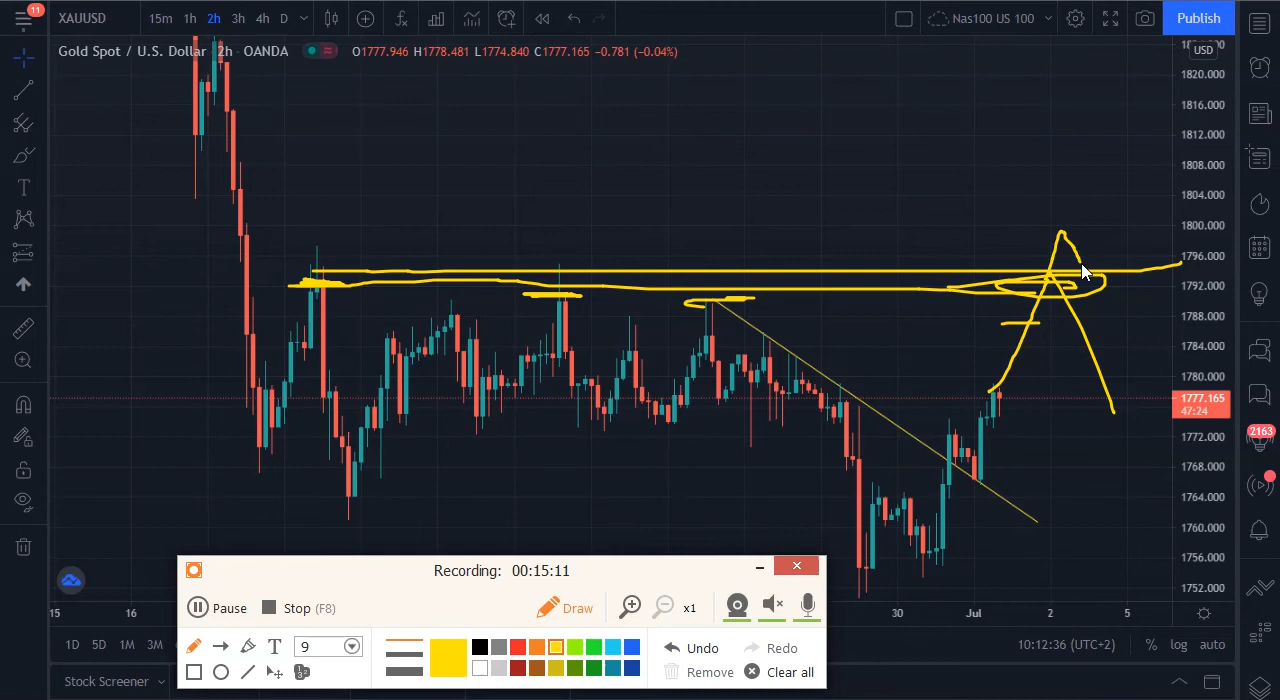 11
XAUUSD
15m 1h 2h 3h 4h D
Nas100 US 100
Publish
Gold Spot / U.S. Dollar 2h OANDA
O1777.946 H1778.481 L1774.840 C1777.165 −0.781 (−0.04%)
USD
1820.000
1816.000
1812.000
1808.000
1804.000
1800.000
1796.000
1792.000
1788.000
1784.000
1780.000
1777.165
47:24
1772.000
1768.000
1764.000
1760.000
1756.000
1752.000
2163
15 16 30 Jul 2 5
Recording: 00:15:11
Pause Stop (F8) Draw x1
T 9 Undo Redo
Remove Clear all
1D 5D 1M 3M
10:12:36 (UTC+2) % log auto
Stock Screener